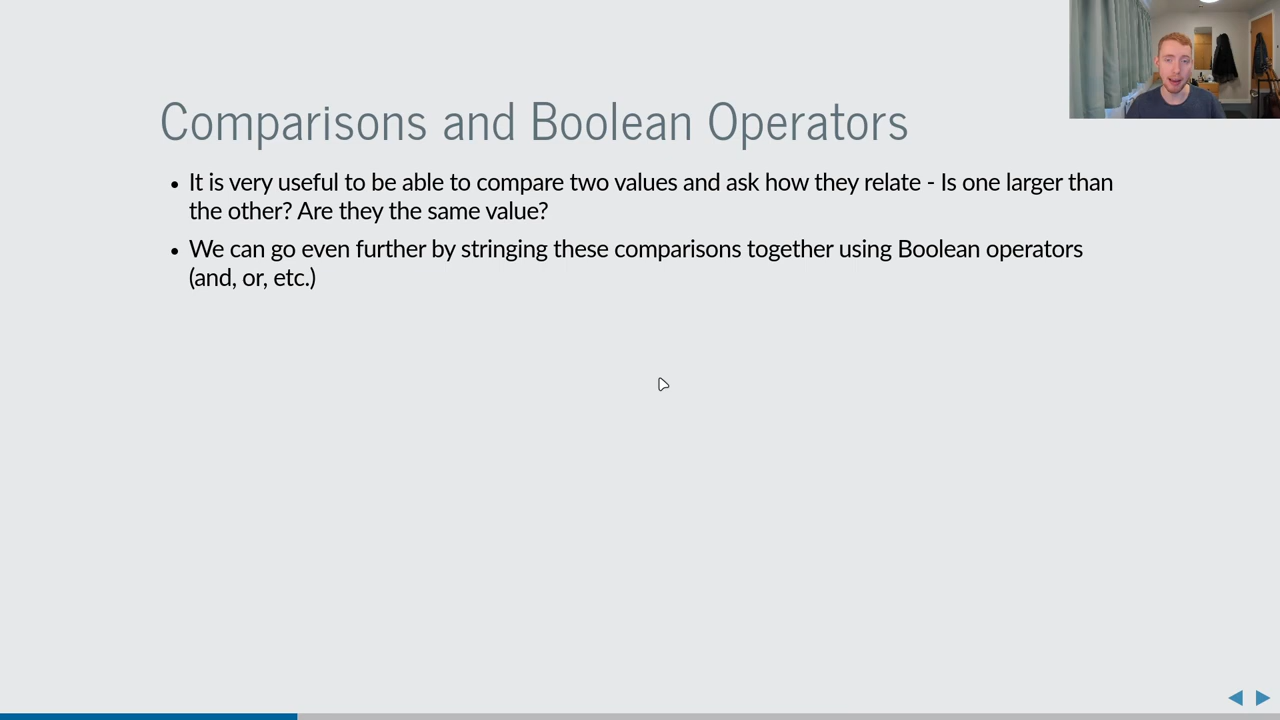 Comparisons and Boolean Operators
• It is very useful to be able to compare two values and ask how they relate - Is one larger than
the other? Are they the same value?
• We can go even further by stringing these comparisons together using Boolean operators
(and, or, etc.)